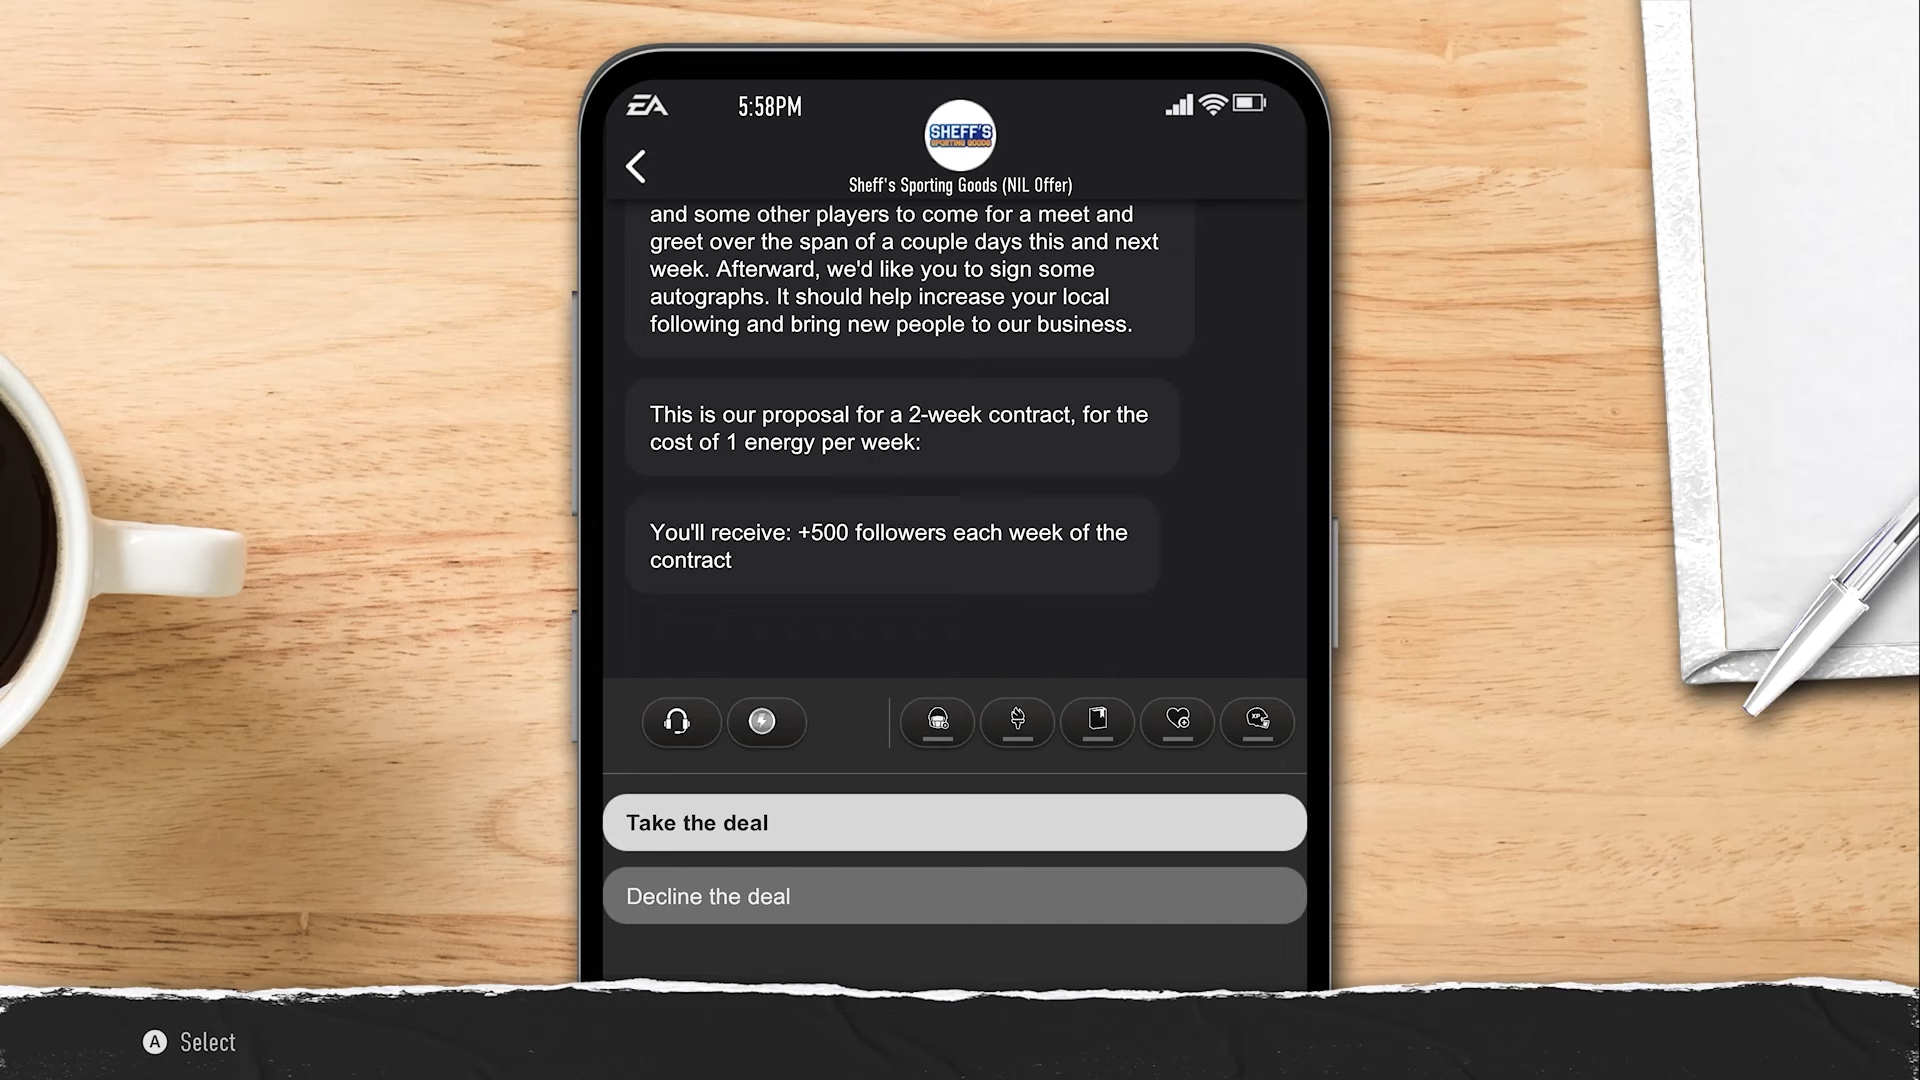 EA
5:58PM
SHEFF'S
SPORTING GOODS
Sheff's Sporting Goods (NIL Offer)
and some other players to come for a meet and
greet over the span of a couple days this and next
week. Afterward, we'd like you to sign some
autographs. It should help increase your local
following and bring new people to our business.
This is our proposal for a 2-week contract, for the
cost of 1 energy per week:
You'll receive: +500 followers each week of the
contract
XP
Take the deal
Decline the deal
A Select